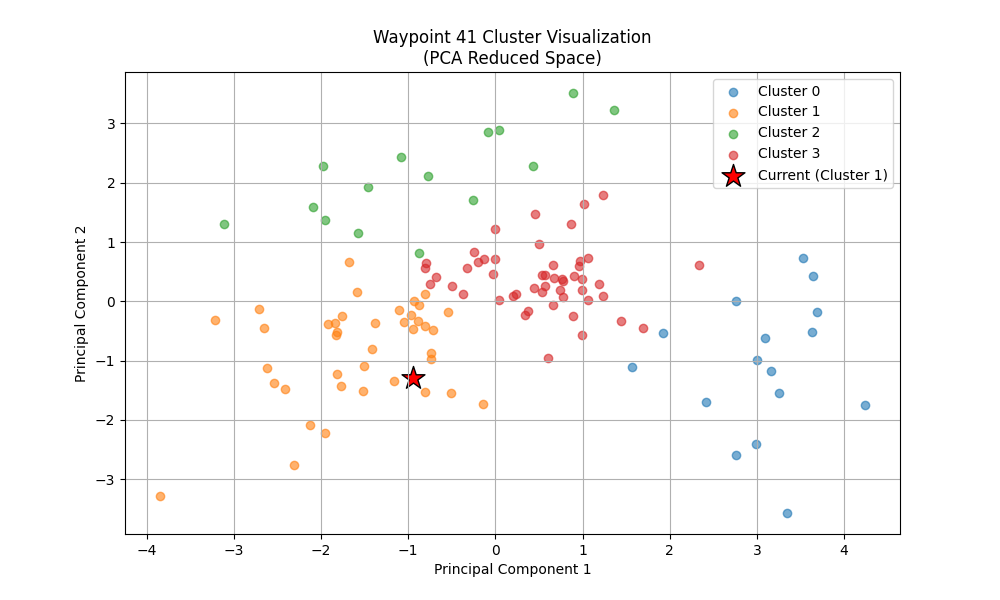 Waypoint 41 Cluster Visualization
(PCA Reduced Space)
Cluster 0
Cluster 1
Cluster 2
Cluster 3
Current (Cluster 1)
Principal Component 2
3
2
1
0
−1
−2
−3
−4
−3
−2
−1
0
1
2
3
4
Principal Component 1